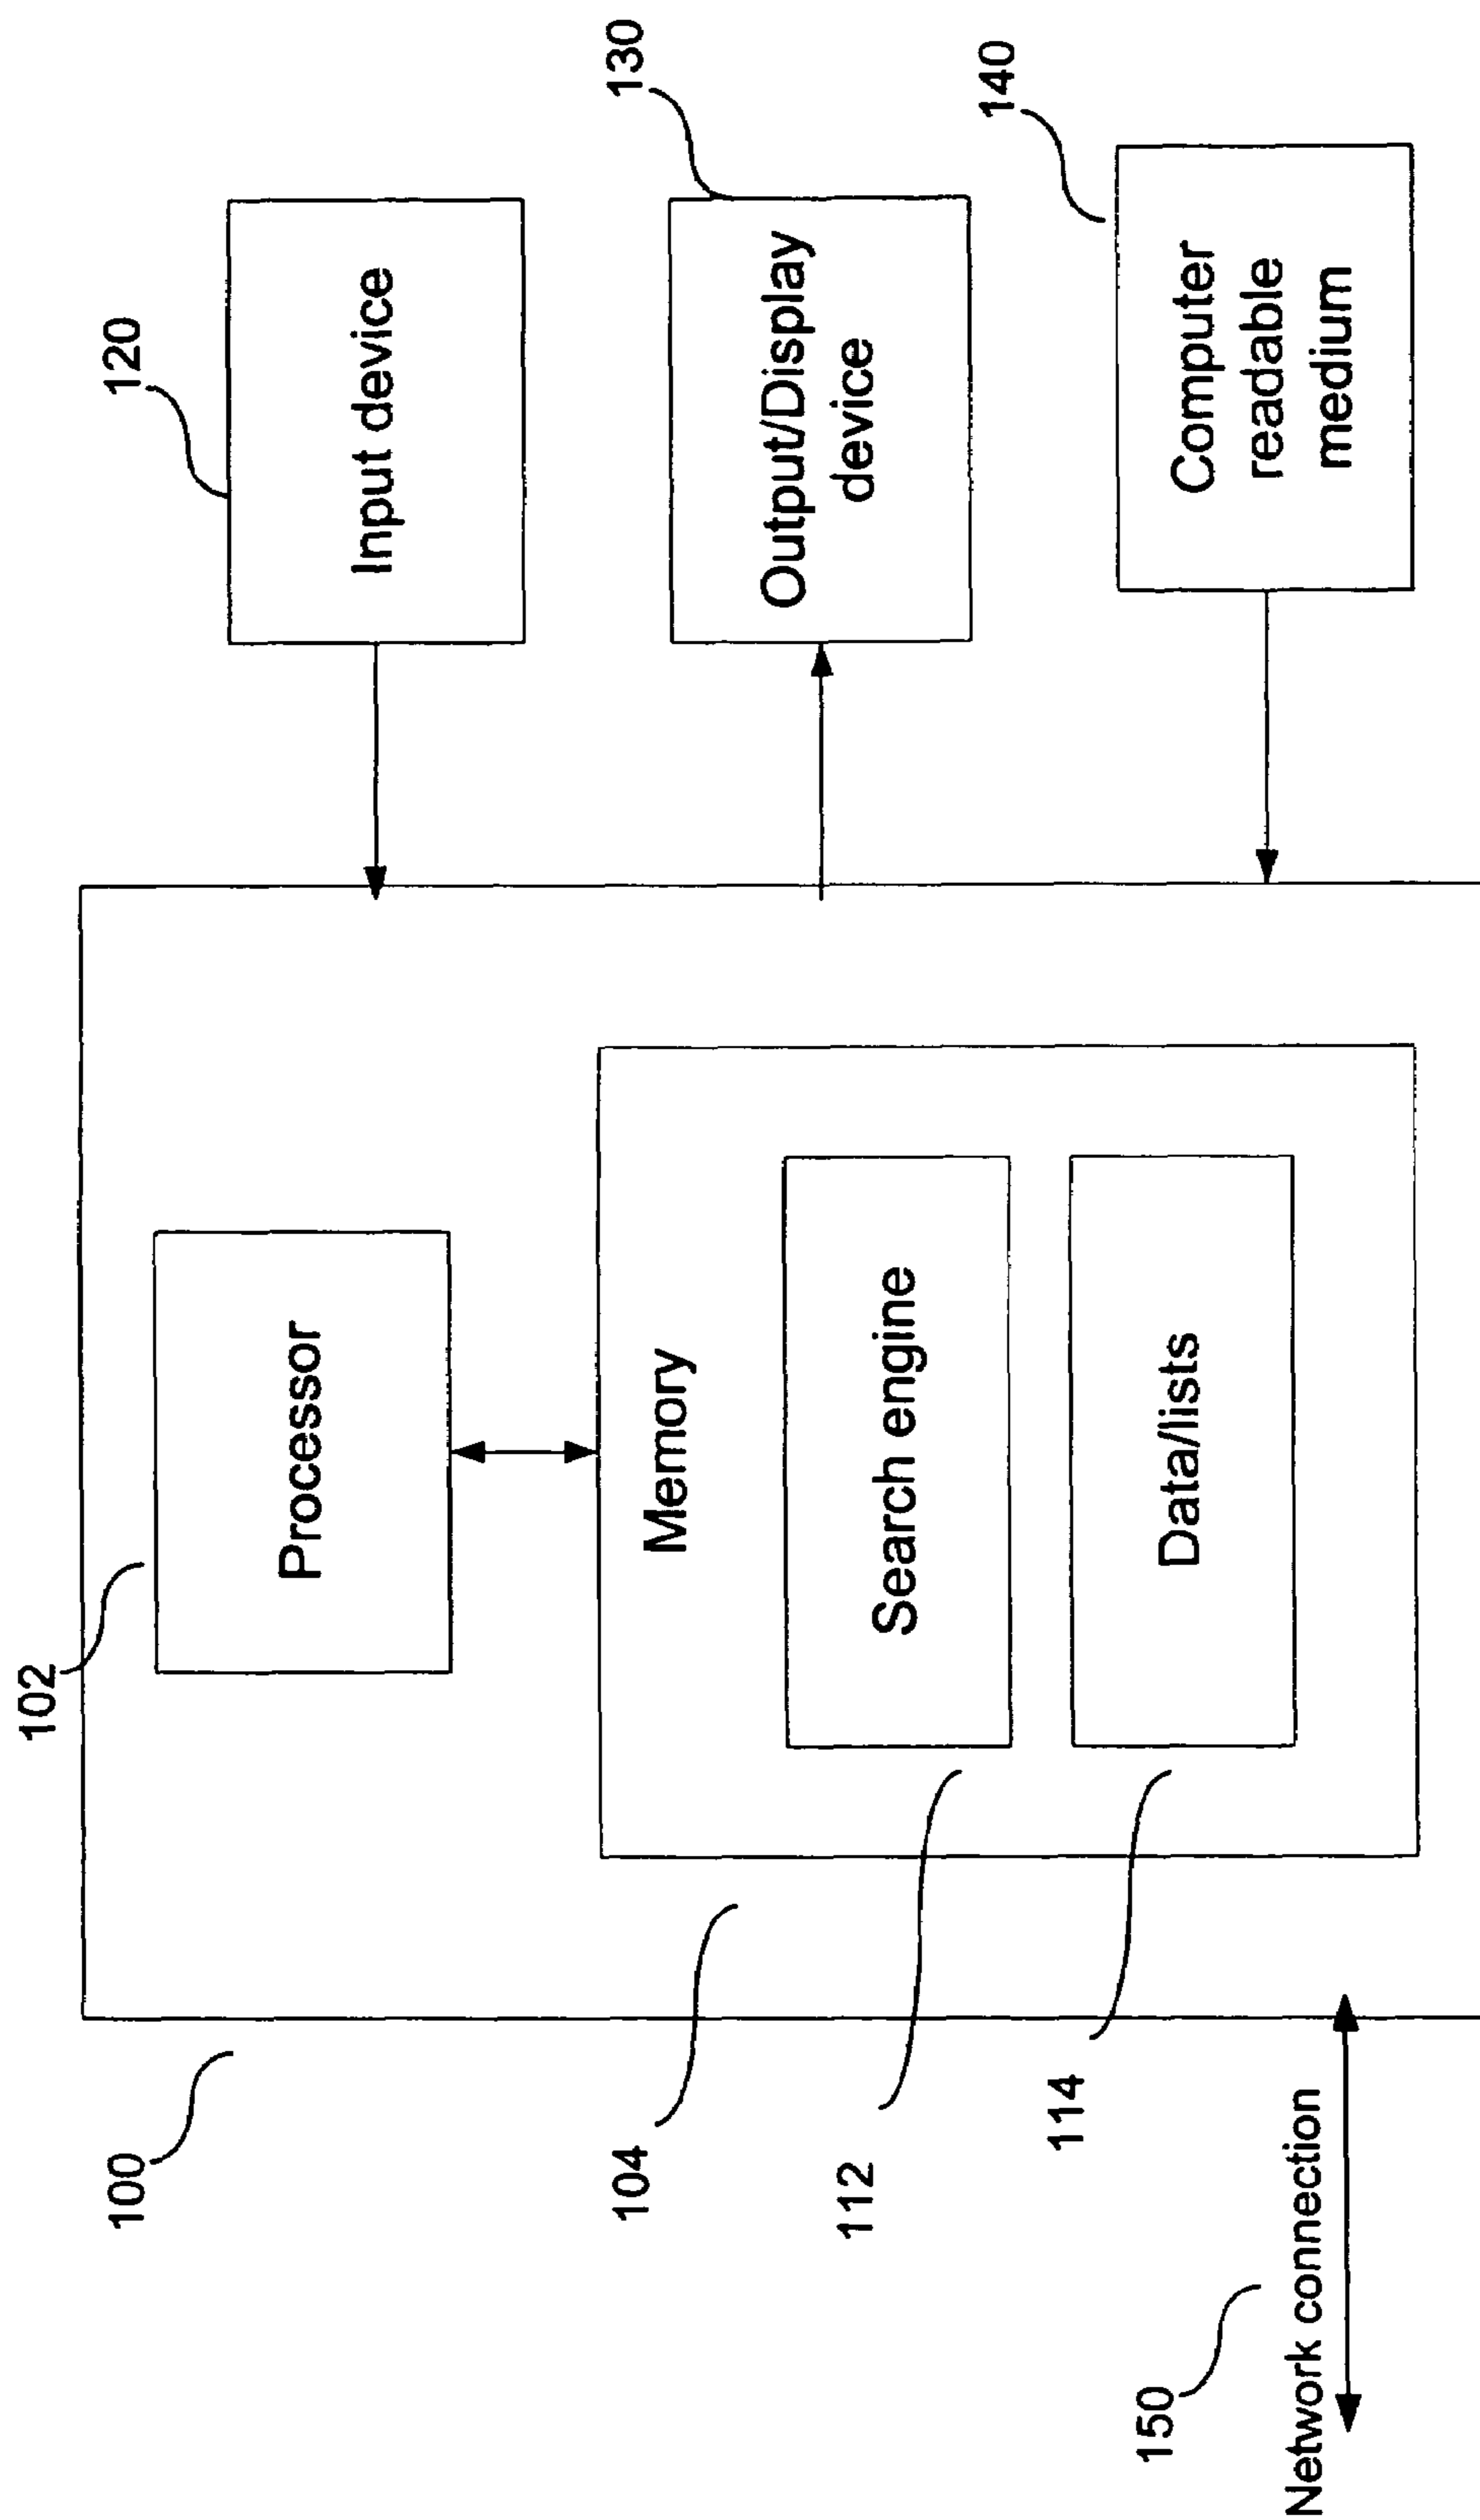 100
102
Processor
120
Input device
104
Memory
130
Output/Display
device
112
Search engine
114
Data/lists
140
Computer
readable
medium
150
Network connection